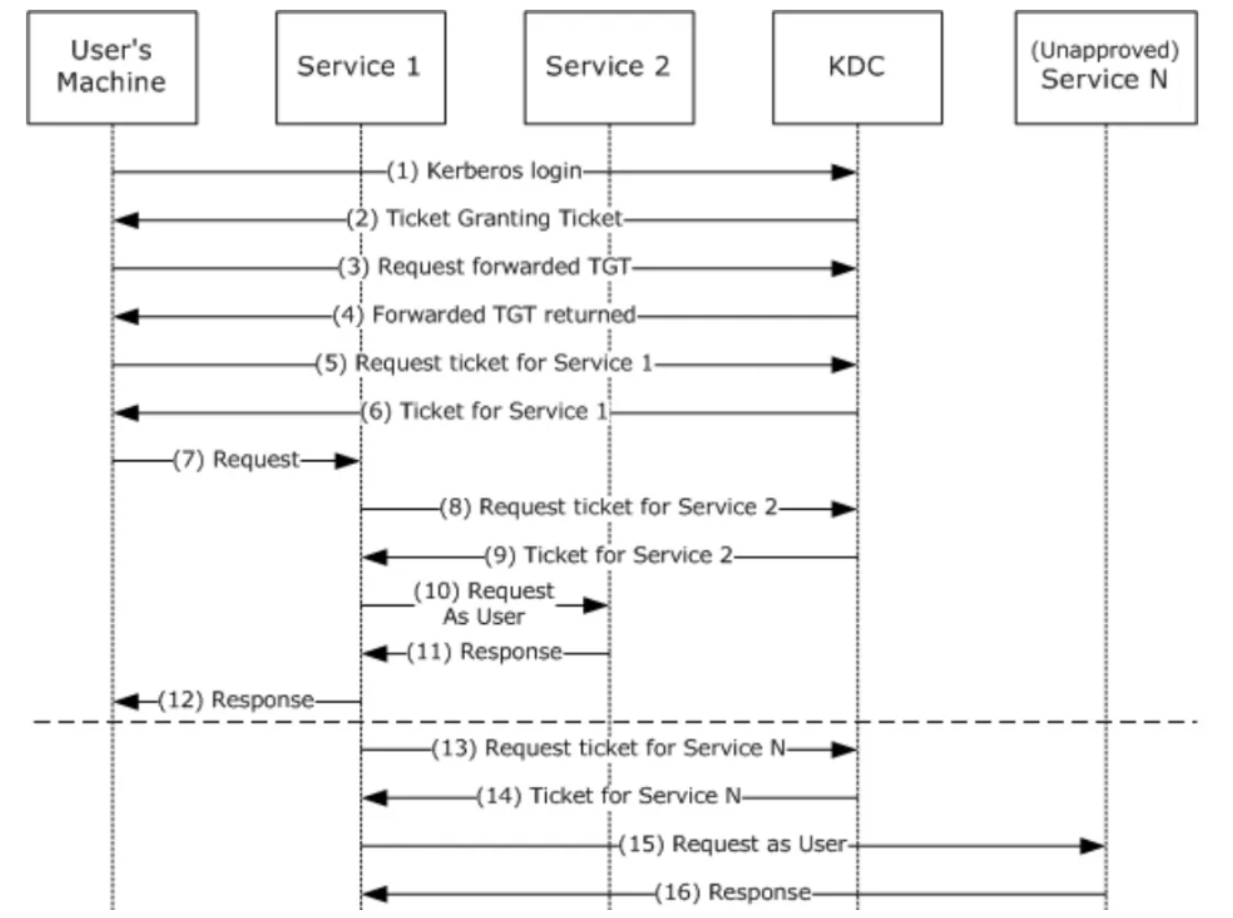 User's
Machine
Service 1
Service 2
KDC
(Unapproved)
Service N
(1) Kerberos login
(2) Ticket Granting Ticket
(3) Request forwarded TGT
(4) Forwarded TGT returned
(5) Request ticket for Service 1
(6) Ticket for Service 1
(7) Request
(8) Request ticket for Service 2
(9) Ticket for Service 2
(10) Request
As User
(11) Response
(12) Response
(13) Request ticket for Service N
(14) Ticket for Service N
(15) Request as User
(16) Response